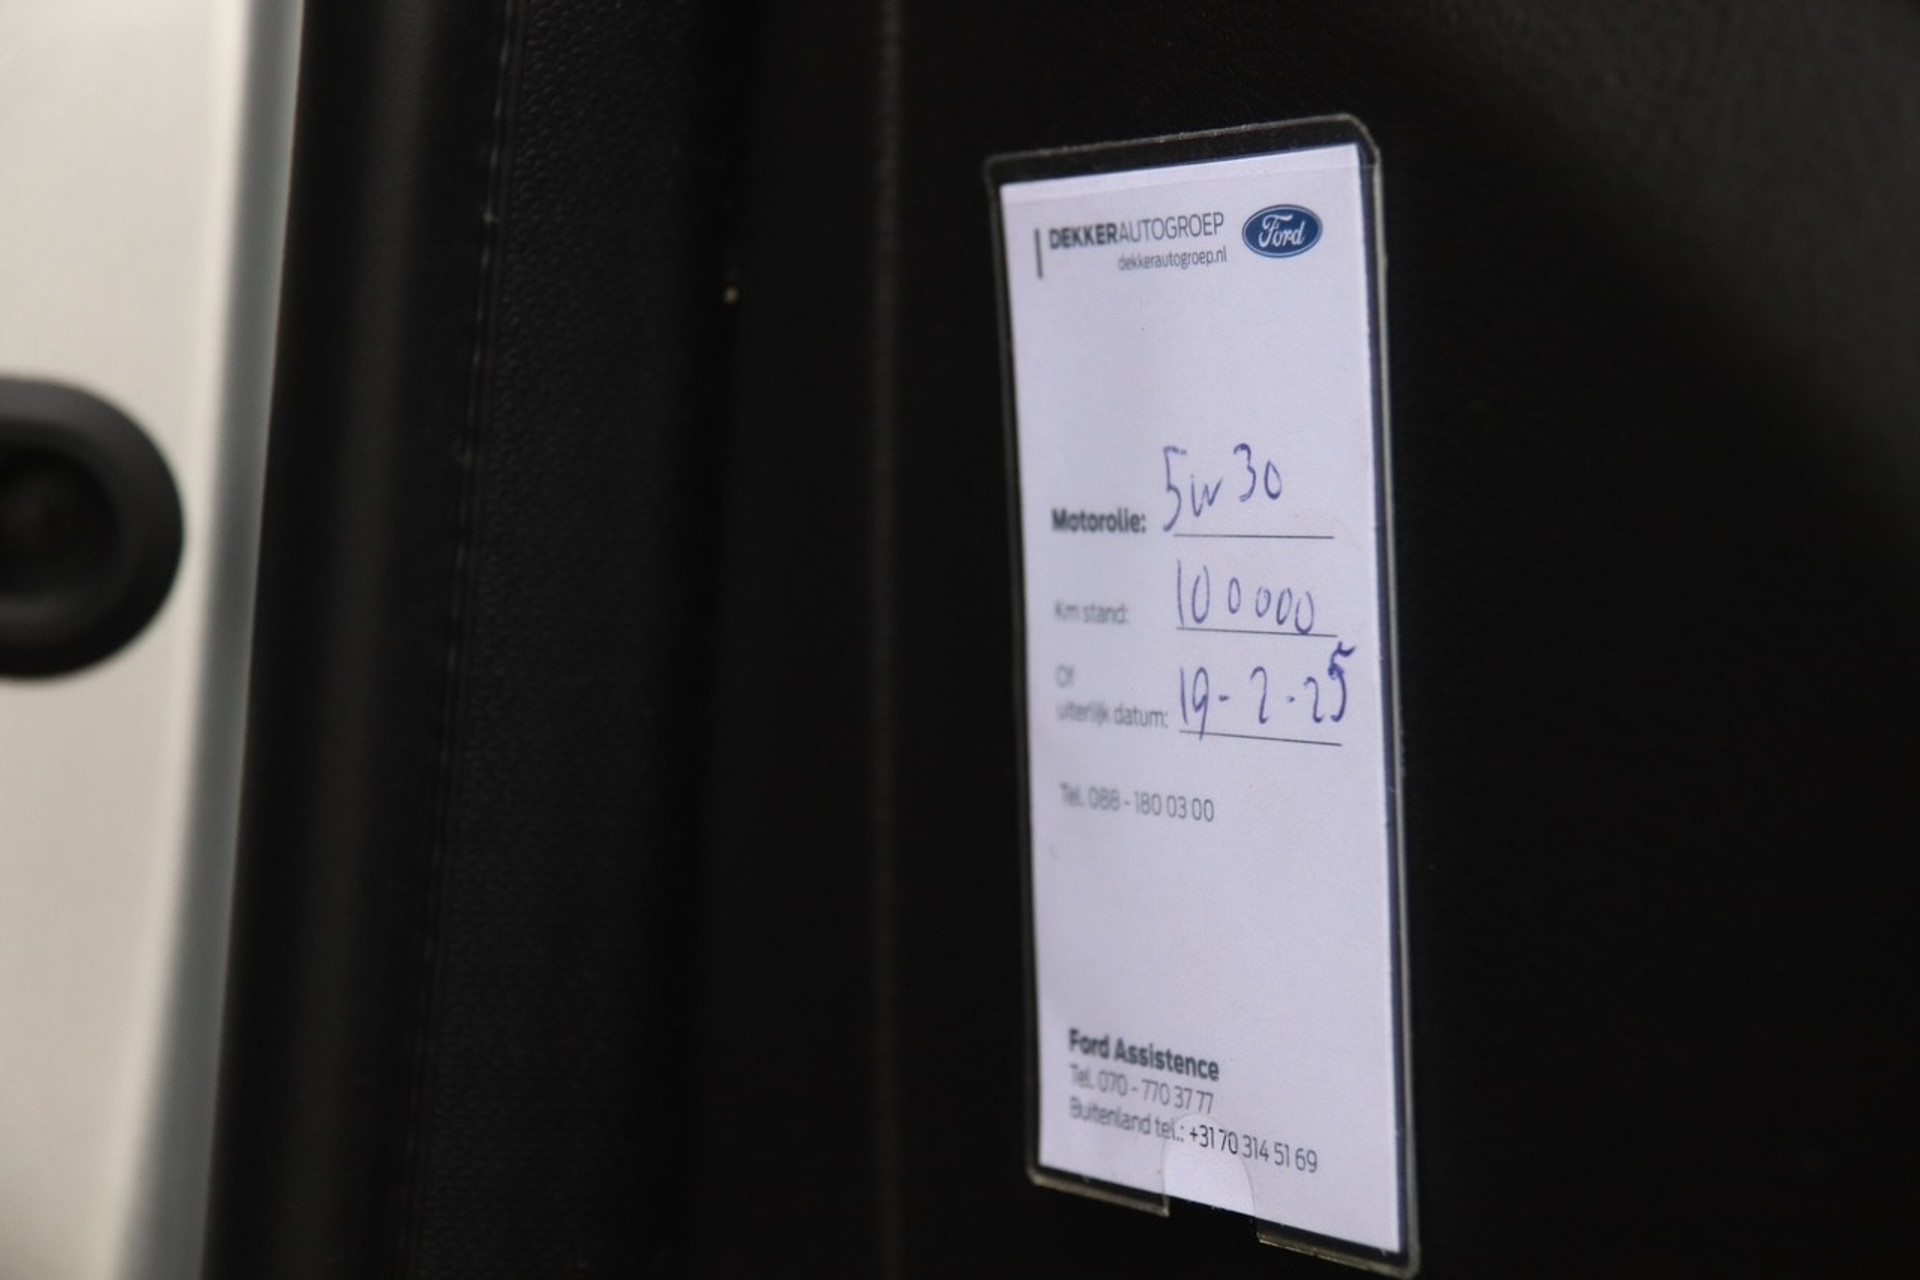 DEKKERAUTOGROEP
dekkerautogroep.nl
Ford
Motorolie: 5w30
Km stand: 100000
Of
uiterlijk datum: 19-2-25
Tel. 088 - 180 03 00
Ford Assistence
Tel. 070 - 770 37 77
Buitenland tel.: +31 70 314 51 69